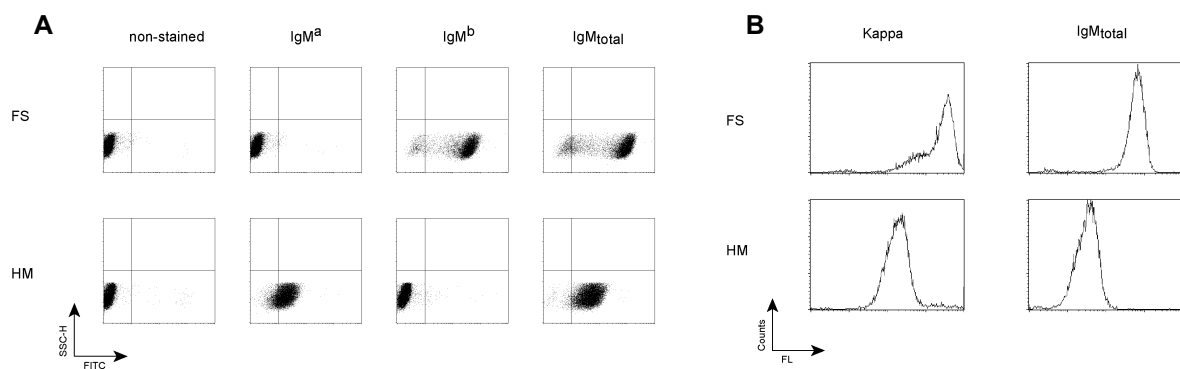 A
non-stained IgMa IgMb IgMtotal
FS
HM
SSC-H
FITC
B
Kappa IgMtotal
FS
HM
Counts
FL